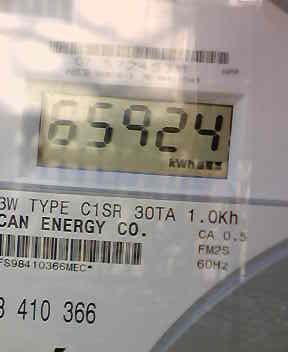 65924
kWh
3W TYPE C1SR 30TA 1.0Kh
CAN ENERGY CO.
CA 0.5
FM2S
60Hz
FS98410366MEC*
8 410 366